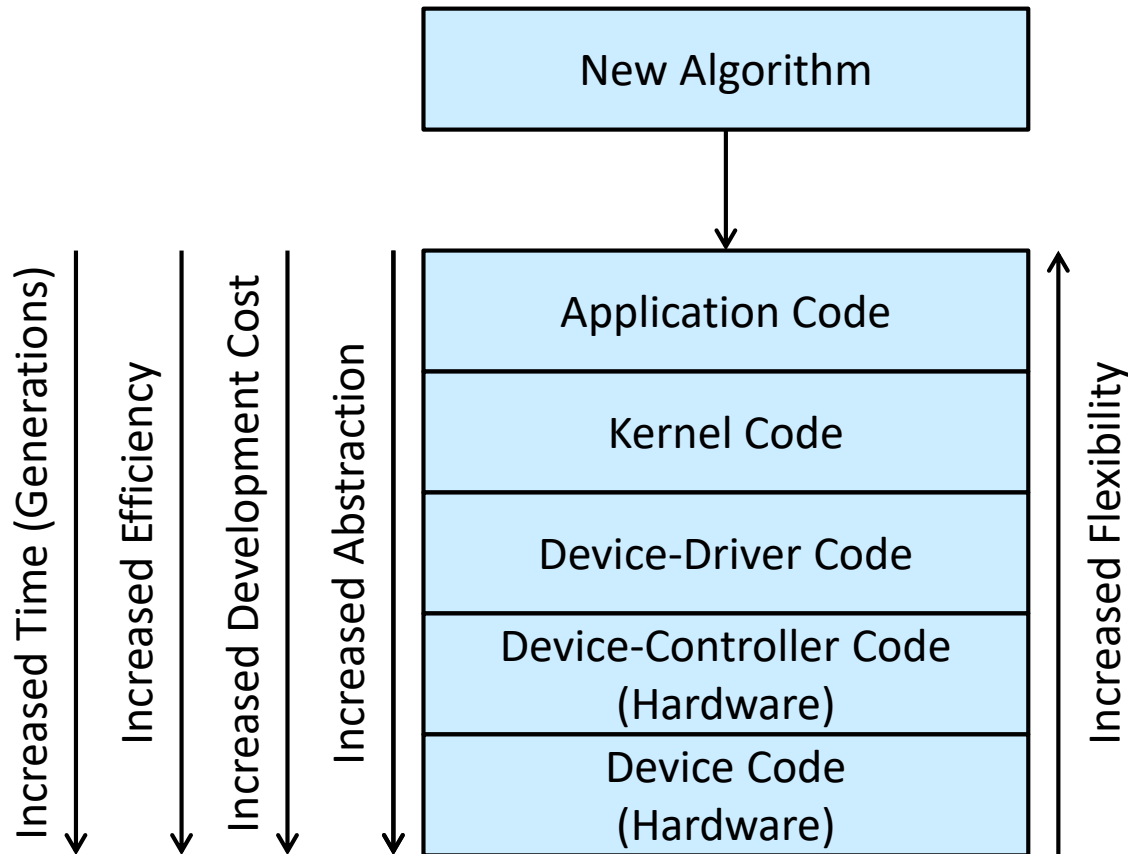 New Algorithm
Increased Time (Generations)
Increased Efficiency
Increased Development Cost
Increased Abstraction
Application Code
Kernel Code
Device-Driver Code
Device-Controller Code
(Hardware)
Device Code
(Hardware)
Increased Flexibility